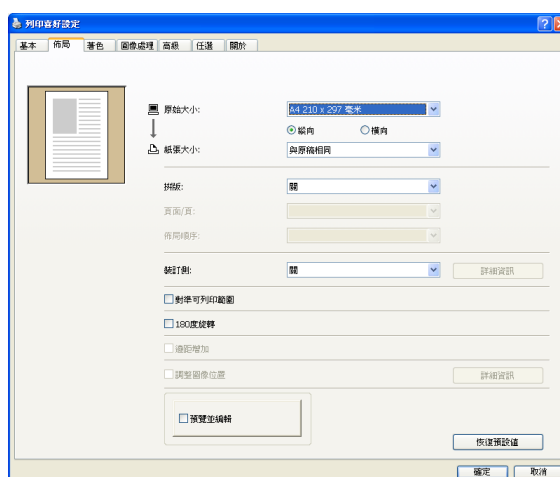 列印喜好設定
基本 佈局 著色 圖像處理 高級 任選 關於
原始大小: A4 210 x 297 毫米
縱向 橫向
紙張大小: 與原稿相同
拼版: 關
頁面/頁:
佈局順序:
裝訂側: 關 詳細資訊
對準可列印範圍
180度旋轉
邊距增加
調整圖像位置 詳細資訊
預覽並編輯
恢復預設值
確定 取消